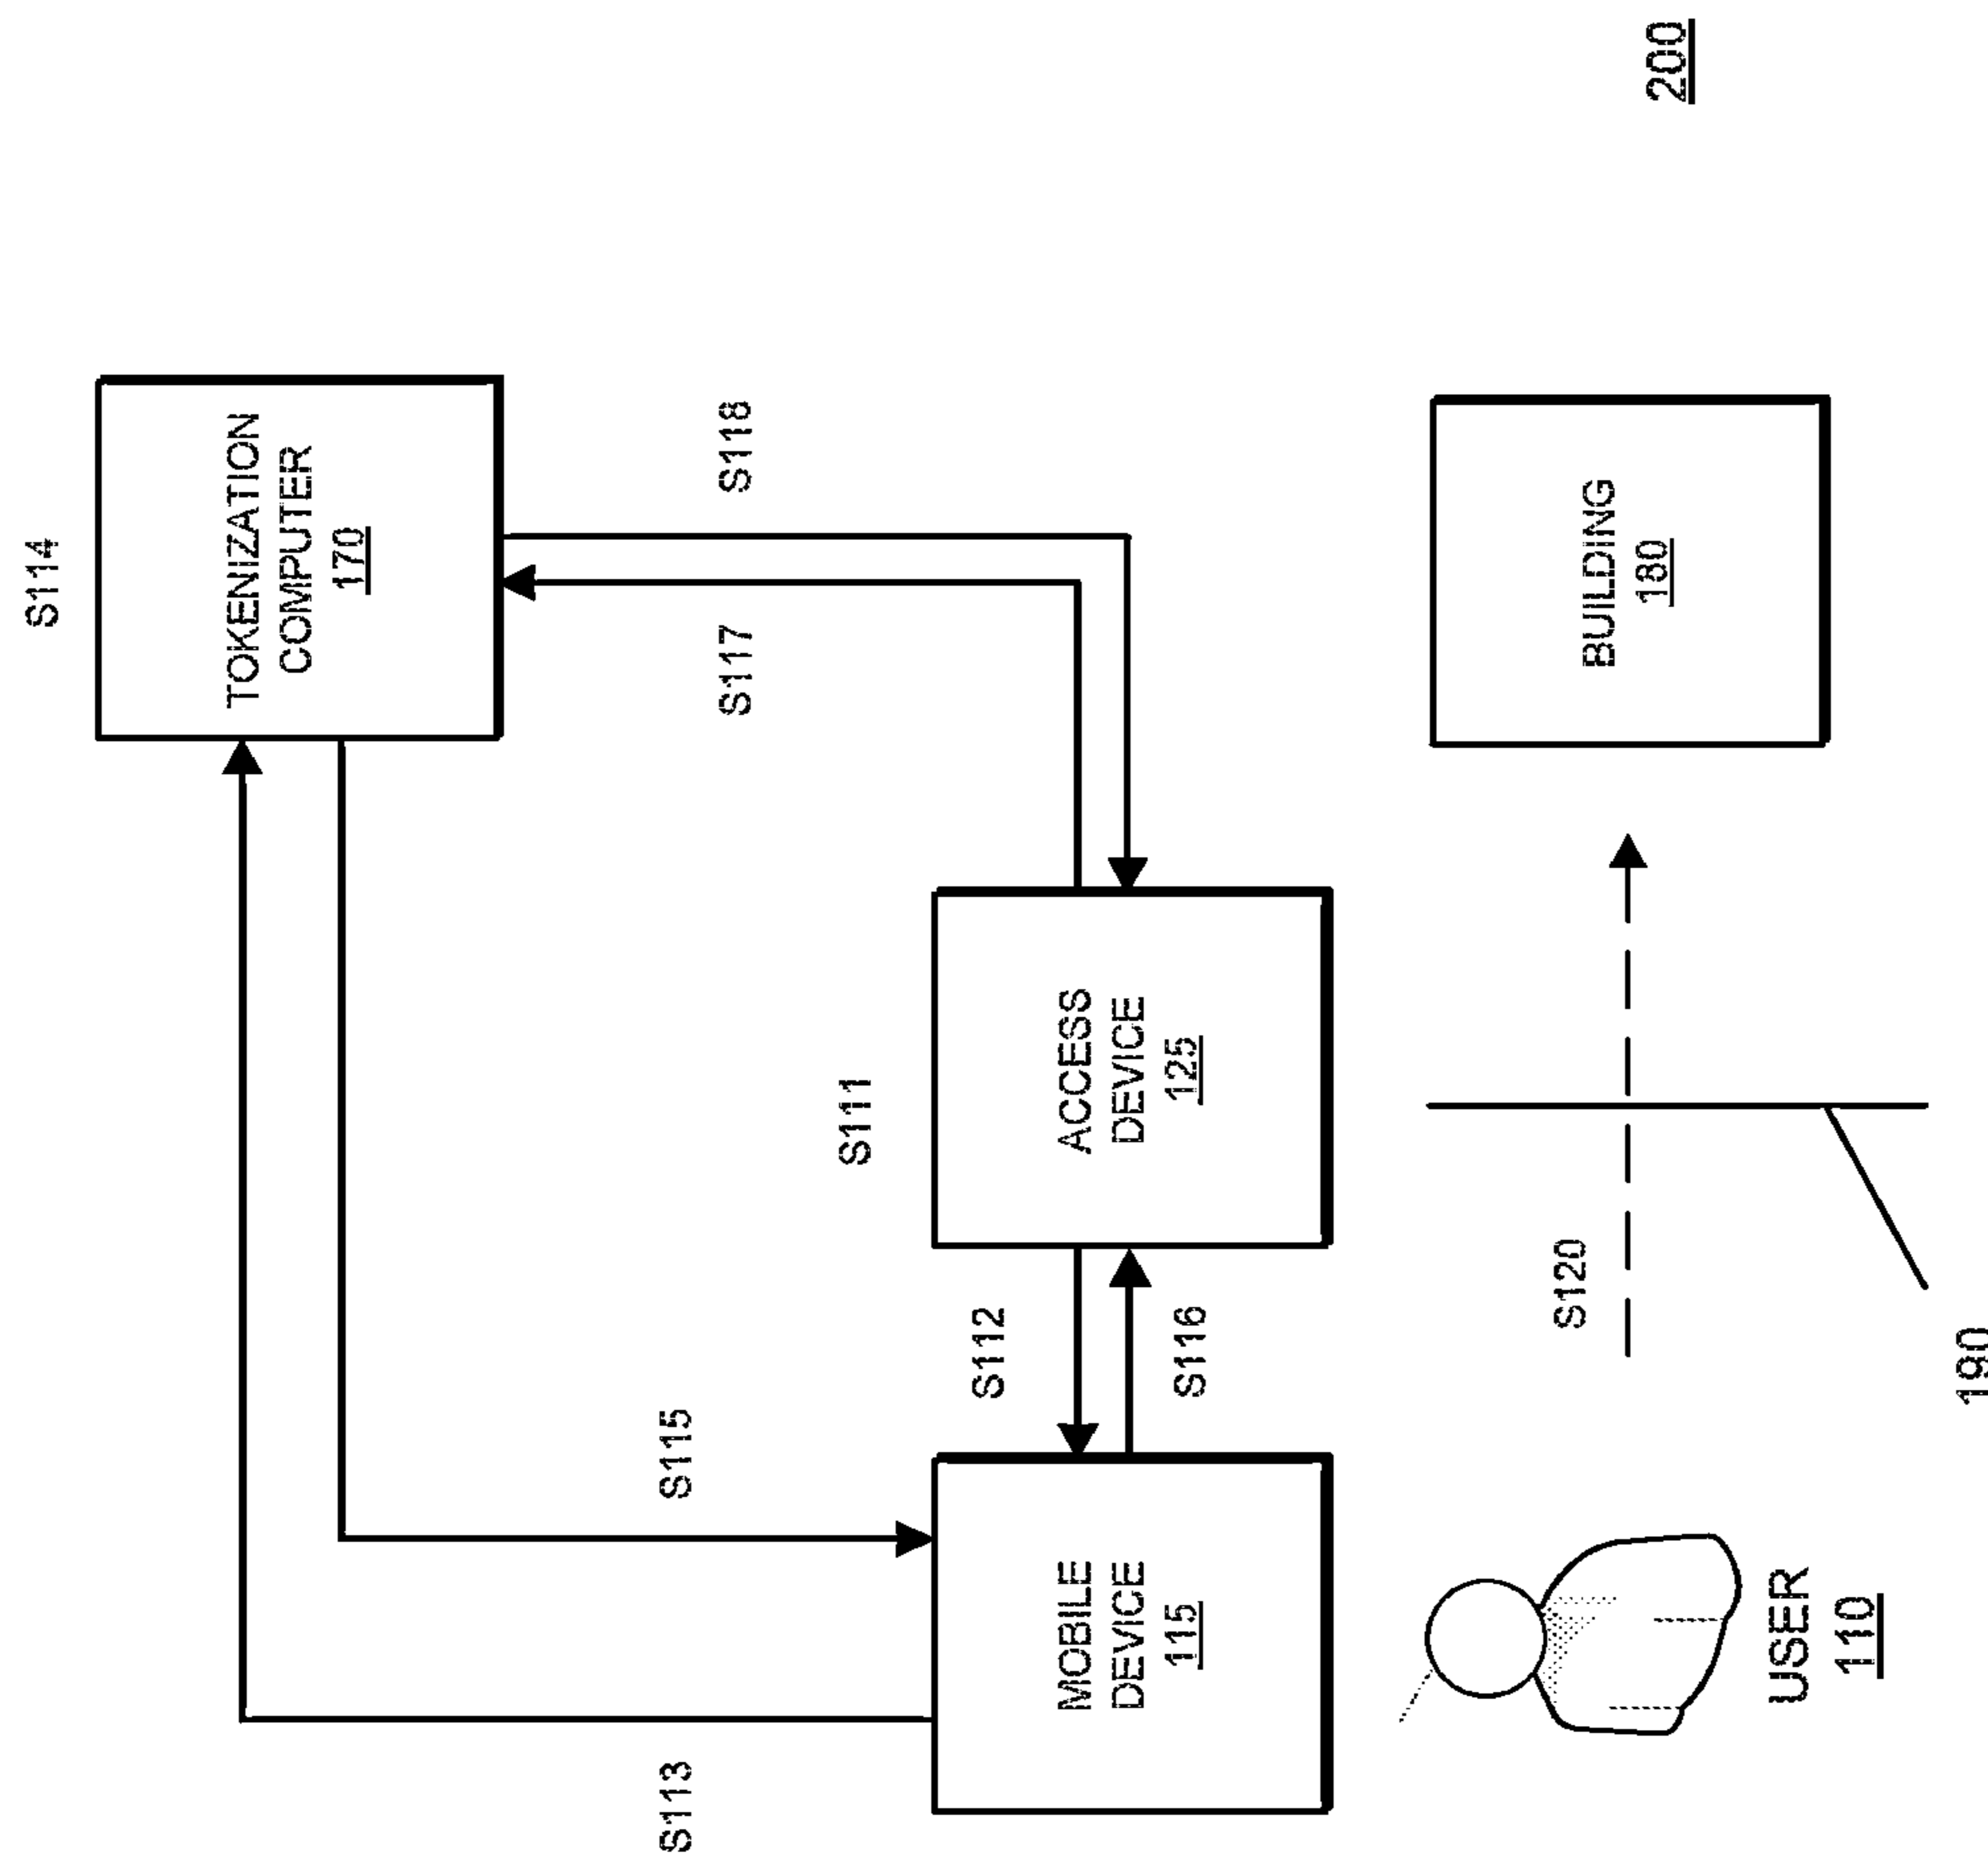 200
S114
TOKENIZATION
COMPUTER
170
S113
S115
S117
S118
S111
MOBILE
DEVICE
115
S112
S116
ACCESS
DEVICE
125
USER
110
S120
190
BUILDING
180